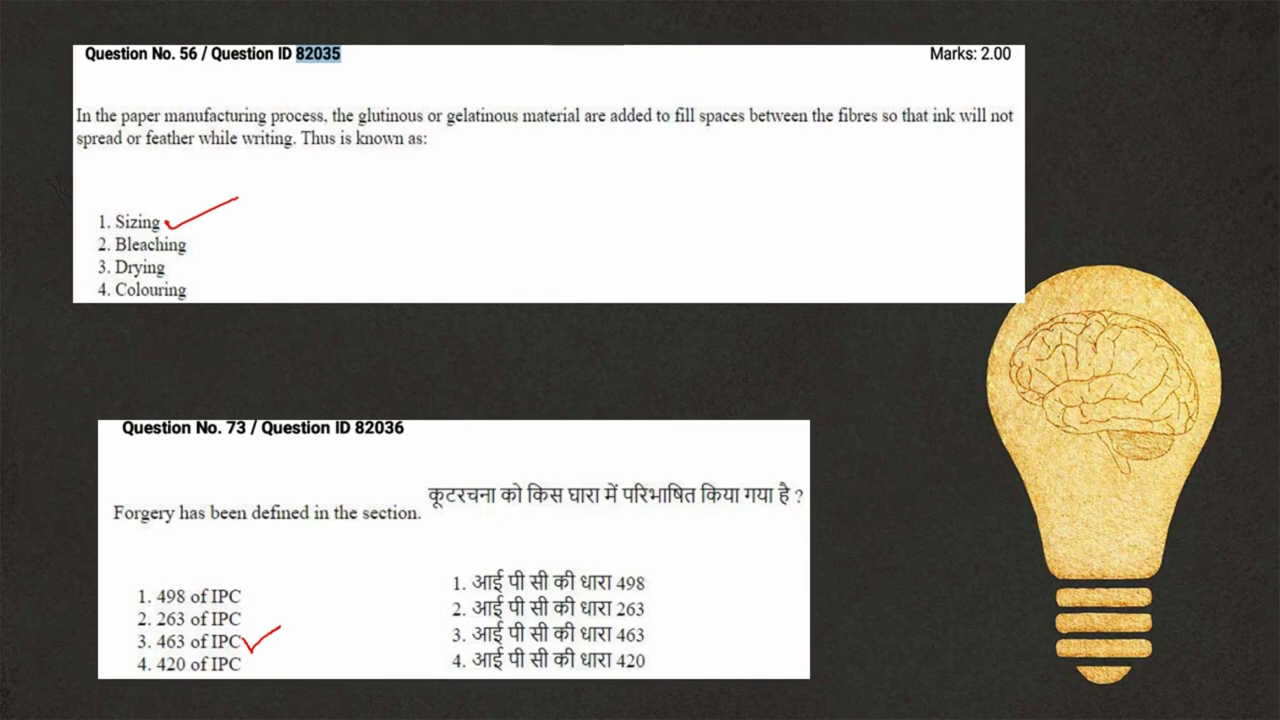 Question No. 56 / Question ID 82035
Marks: 2.00
In the paper manufacturing process, the glutinous or gelatinous material are added to fill spaces between the fibres so that ink will not
spread or feather while writing. Thus is known as:
1. Sizing
2. Bleaching
3. Drying
4. Colouring
Question No. 73 / Question ID 82036
कूटरचना को किस घारा में परिभाषित किया गया है ?
Forgery has been defined in the section.
1. 498 of IPC
2. 263 of IPC
3. 463 of IPC
4. 420 of IPC
1. आई पी सी की धारा 498
2. आई पी सी की धारा 263
3. आई पी सी की धारा 463
4. आई पी सी की धारा 420